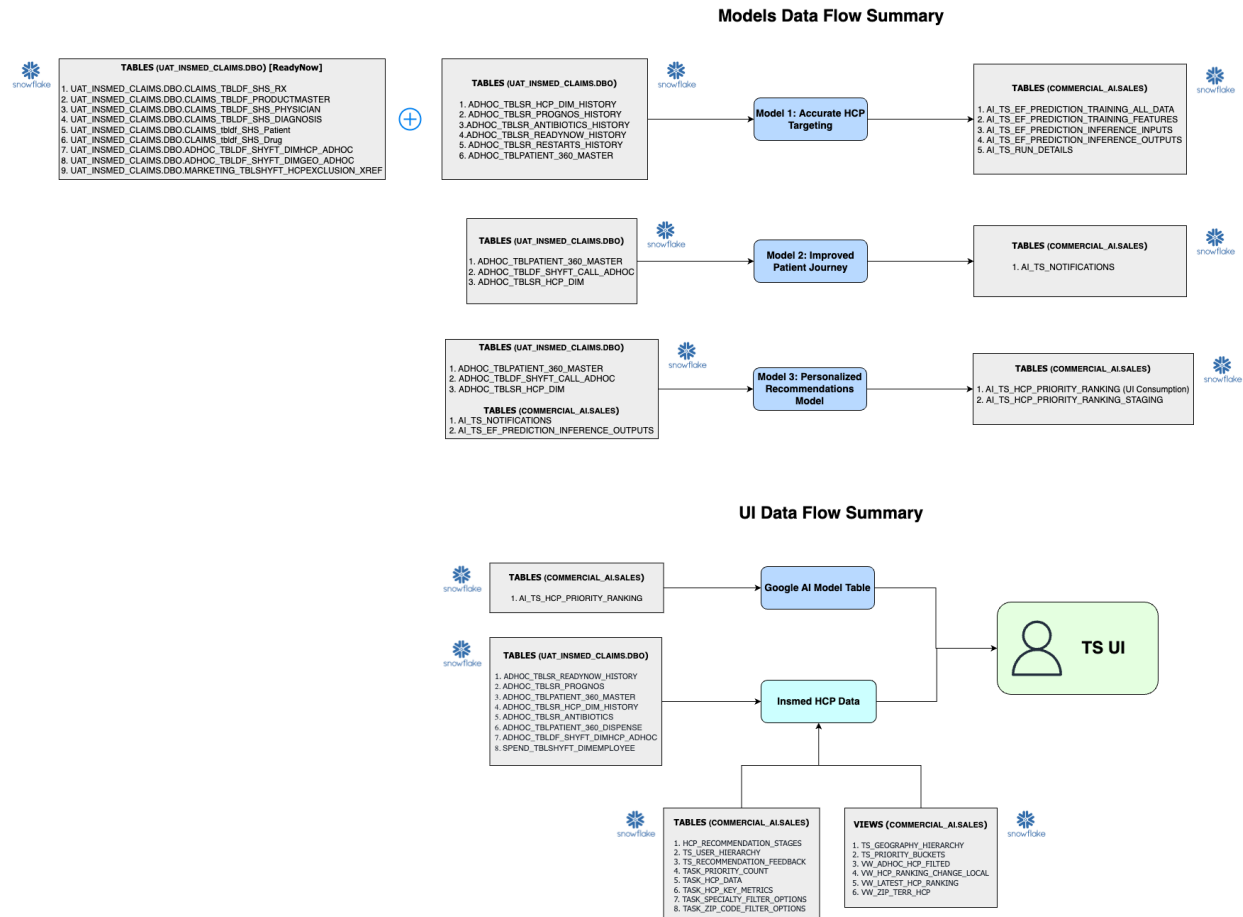 Models Data Flow Summary
snowflake
TABLES (UAT_INSMED_CLAIMS.DBO) [ReadyNow]
1. UAT_INSMED_CLAIMS.DBO.CLAIMS_TBLDF_SHS_RX
2. UAT_INSMED_CLAIMS.DBO.CLAIMS_TBLDF_PRODUCTMASTER
3. UAT_INSMED_CLAIMS.DBO.CLAIMS_TBLDF_SHS_PHYSICIAN
4. UAT_INSMED_CLAIMS.DBO.CLAIMS_TBLDF_SHS_DIAGNOSIS
5. UAT_INSMED_CLAIMS.DBO.CLAIMS_tbldf_SHS_Patient
6. UAT_INSMED_CLAIMS.DBO.CLAIMS_tbldf_SHS_Drug
7. UAT_INSMED_CLAIMS.DBO.ADHOC_TBLDF_SHYFT_DIMHCP_ADHOC
8. UAT_INSMED_CLAIMS.DBO.ADHOC_TBLDF_SHYFT_DIMGEO_ADHOC
9. UAT_INSMED_CLAIMS.DBO.MARKETING_TBLSHYFT_HCPEXCLUSION_XREF
TABLES (UAT_INSMED_CLAIMS.DBO)
1. ADHOC_TBLSR_HCP_DIM_HISTORY
2. ADHOC_TBLSR_PROGNOS_HISTORY
3.ADHOC_TBLSR_ANTIBIOTICS_HISTORY
4.ADHOC_TBLSR_READYNOW_HISTORY
5. ADHOC_TBLSR_RESTARTS_HISTORY
6. ADHOC_TBLPATIENT_360_MASTER
snowflake
Model 1: Accurate HCP
Targeting
TABLES (COMMERCIAL_AI.SALES)
1. AI_TS_EF_PREDICTION_TRAINING_ALL_DATA
2. AI_TS_EF_PREDICTION_TRAINING_FEATURES
3. AI_TS_EF_PREDICTION_INFERENCE_INPUTS
4. AI_TS_EF_PREDICTION_INFERENCE_OUTPUTS
5. AI_TS_RUN_DETAILS
snowflake
TABLES (UAT_INSMED_CLAIMS.DBO)
1. ADHOC_TBLPATIENT_360_MASTER
2. ADHOC_TBLDF_SHYFT_CALL_ADHOC
3. ADHOC_TBLSR_HCP_DIM
snowflake
Model 2: Improved
Patient Journey
TABLES (COMMERCIAL_AI.SALES)
1. AI_TS_NOTIFICATIONS
snowflake
TABLES (UAT_INSMED_CLAIMS.DBO)
1. ADHOC_TBLPATIENT_360_MASTER
2. ADHOC_TBLDF_SHYFT_CALL_ADHOC
3. ADHOC_TBLSR_HCP_DIM
TABLES (COMMERCIAL_AI.SALES)
1. AI_TS_NOTIFICATIONS
2. AI_TS_EF_PREDICTION_INFERENCE_OUTPUTS
snowflake
Model 3: Personalized
Recommendations
Model
TABLES (COMMERCIAL_AI.SALES)
1. AI_TS_HCP_PRIORITY_RANKING (UI Consumption)
2. AI_TS_HCP_PRIORITY_RANKING_STAGING
snowflake
UI Data Flow Summary
snowflake
TABLES (COMMERCIAL_AI.SALES)
1. AI_TS_HCP_PRIORITY_RANKING
Google AI Model Table
TS UI
snowflake
TABLES (UAT_INSMED_CLAIMS.DBO)
1. ADHOC_TBLSR_READYNOW_HISTORY
2. ADHOC_TBLSR_PROGNOS
3. ADHOC_TBLPATIENT_360_MASTER
4. ADHOC_TBLSR_HCP_DIM_HISTORY
5. ADHOC_TBLSR_ANTIBIOTICS
6. ADHOC_TBLPATIENT_360_DISPENSE
7. ADHOC_TBLDF_SHYFT_DIMHCP_ADHOC
8. SPEND_TBLSHYFT_DIMEMPLOYEE
Insmed HCP Data
snowflake
TABLES (COMMERCIAL_AI.SALES)
1. HCP_RECOMMENDATION_STAGES
2. TS_USER_HIERARCHY
3. TS_RECOMMENDATION_FEEDBACK
4. TASK_PRIORITY_COUNT
5. TASK_HCP_DATA
6. TASK_HCP_KEY_METRICS
7. TASK_SPECIALTY_FILTER_OPTIONS
8. TASK_ZIP_CODE_FILTER_OPTIONS
VIEWS (COMMERCIAL_AI.SALES)
1. TS_GEOGRAPHY_HIERARCHY
2. TS_PRIORITY_BUCKETS
3. VW_ADHOC_HCP_FILTED
4. VW_HCP_RANKING_CHANGE_LOCAL
5. VW_LATEST_HCP_RANKING
6. VW_ZIP_TERR_HCP
snowflake